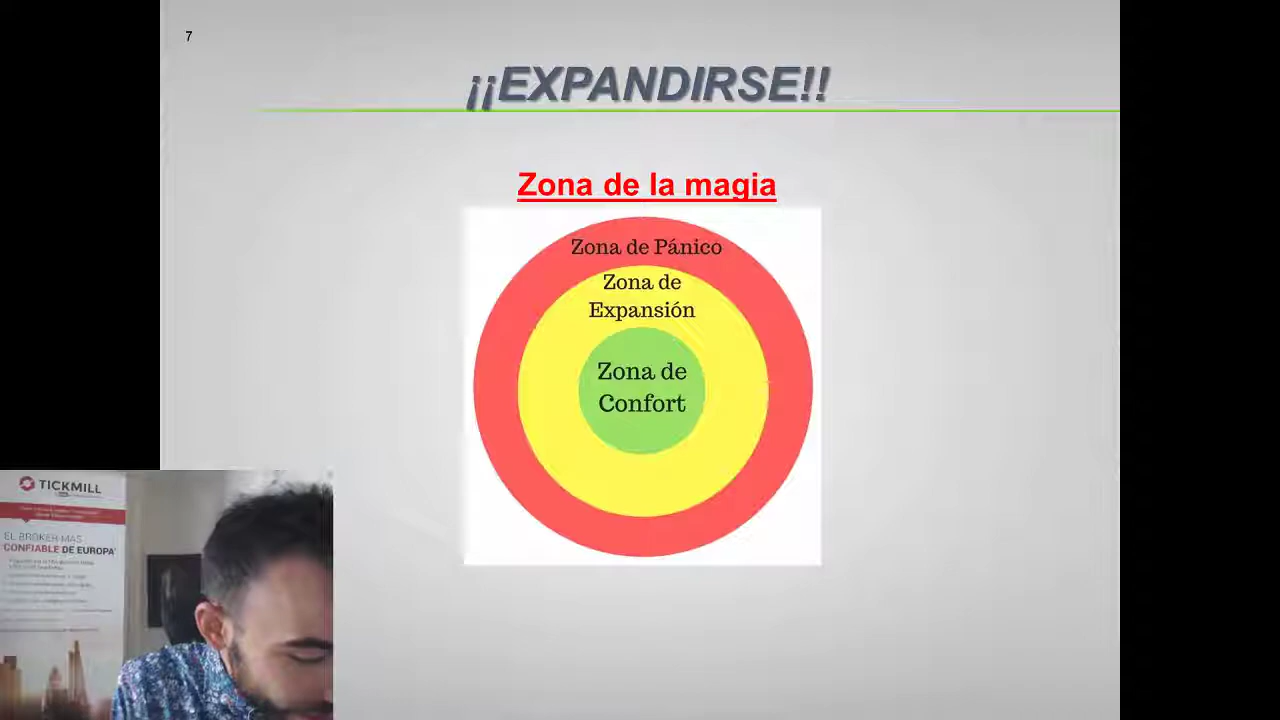 7
¡¡EXPANDIRSE!!
Zona de la magia
Zona de Pánico
Zona de
Expansión
Zona de
Confort
TICKMILL
EL BROKER MÁS
CONFIABLE DE EUROPA